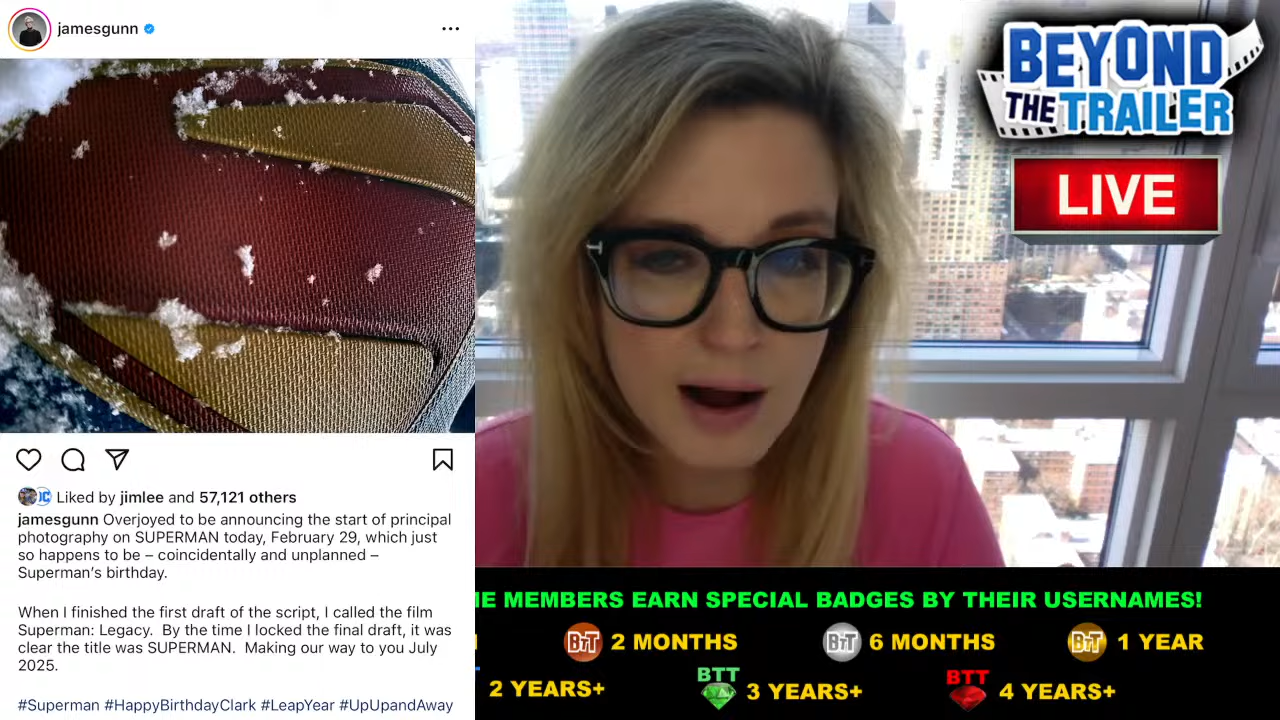 jamesgunn
Liked by jimlee and 57,121 others
jamesgunn Overjoyed to be announcing the start of principal
photography on SUPERMAN today, February 29, which just
so happens to be – coincidentally and unplanned –
Superman's birthday.
When I finished the first draft of the script, I called the film
Superman: Legacy. By the time I locked the final draft, it was
clear the title was SUPERMAN. Making our way to you July
2025.
#Superman #HappyBirthdayClark #LeapYear #UpUpandAway
BEYOND
THE TRAILER
LIVE
MEMBERS EARN SPECIAL BADGES BY THEIR USERNAMES!
BTT 2 MONTHS
BTT 6 MONTHS
BTT 1 YEAR
2 YEARS+
BTT 3 YEARS+
BTT 4 YEARS+